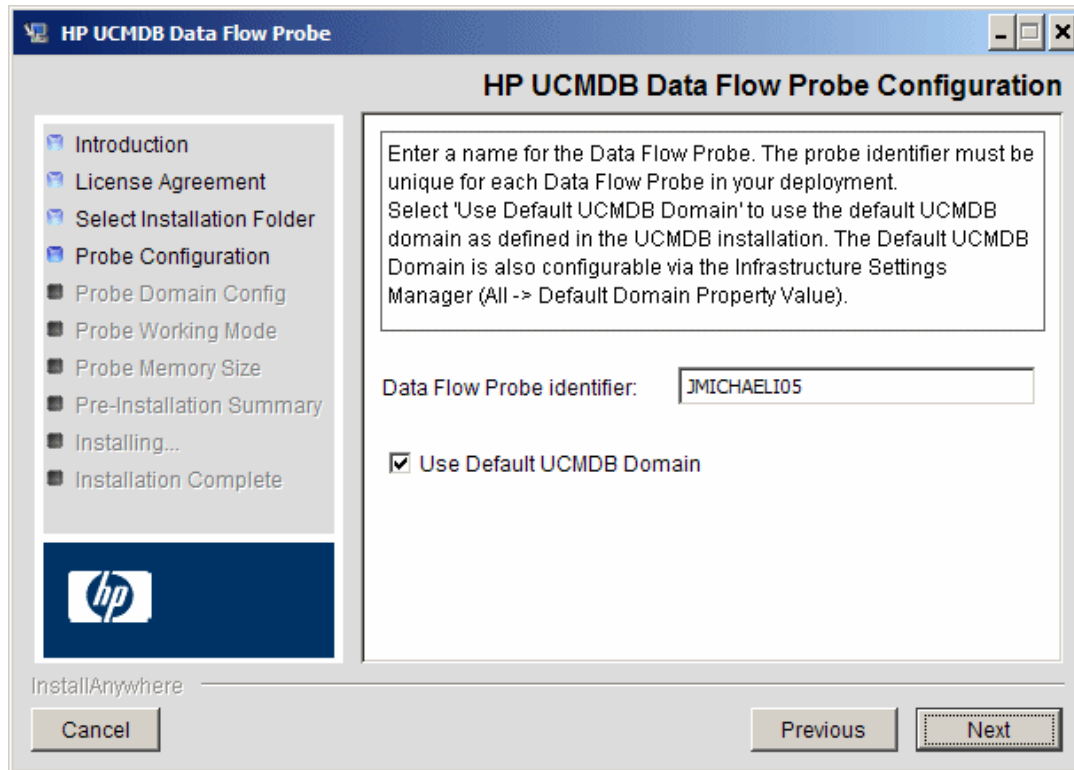 HP UCMDB Data Flow Probe
HP UCMDB Data Flow Probe Configuration
Introduction
License Agreement
Select Installation Folder
Probe Configuration
Probe Domain Config
Probe Working Mode
Probe Memory Size
Pre-Installation Summary
Installing...
Installation Complete
hp
Enter a name for the Data Flow Probe. The probe identifier must be
unique for each Data Flow Probe in your deployment.
Select 'Use Default UCMDB Domain' to use the default UCMDB
domain as defined in the UCMDB installation. The Default UCMDB
Domain is also configurable via the Infrastructure Settings
Manager (All -> Default Domain Property Value).
Data Flow Probe identifier: JMICHAELI05
Use Default UCMDB Domain
InstallAnywhere
Cancel Previous Next